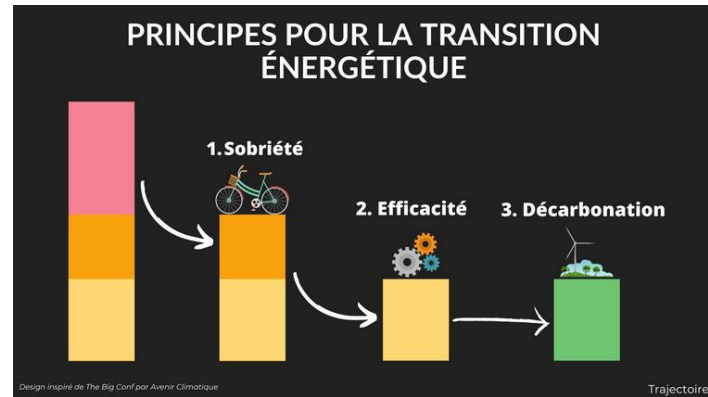 PRINCIPES POUR LA TRANSITION
ÉNERGÉTIQUE
1. Sobriété
2. Efficacité
3. Décarbonation
Design inspiré de The Big Conf par Avenir Climatique
Trajectoire